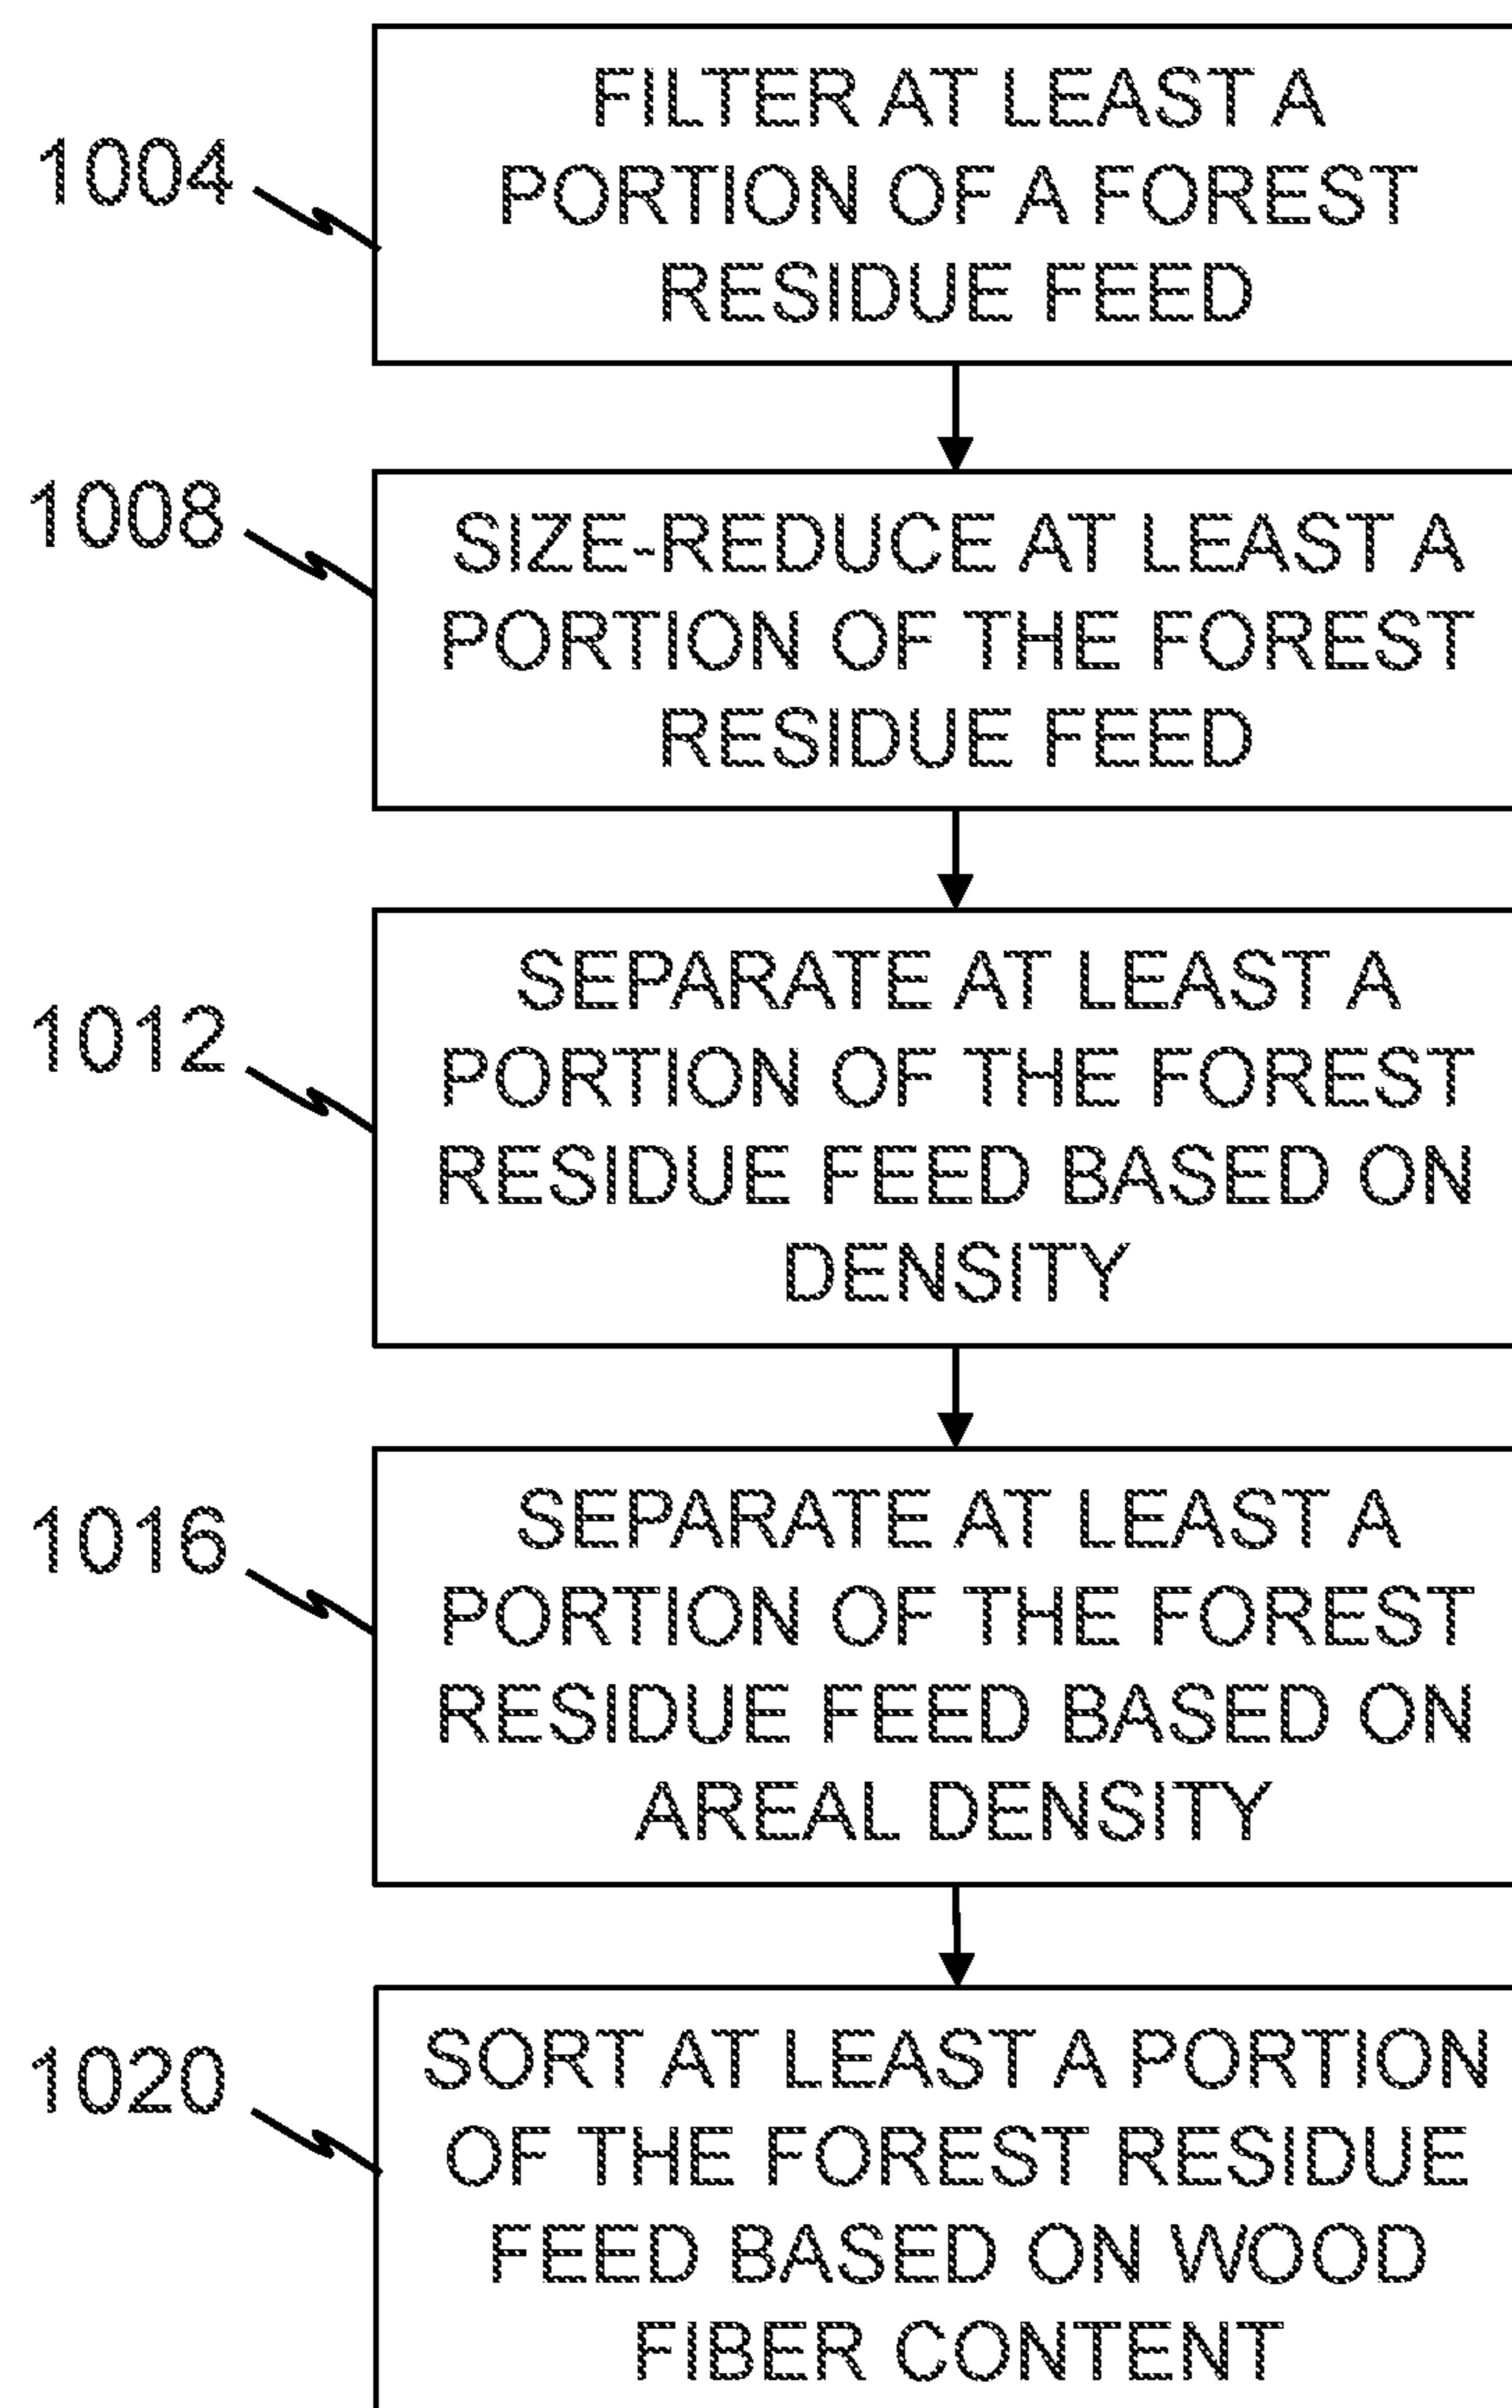 1004
FILTER AT LEAST A
PORTION OF A FOREST
RESIDUE FEED
1008
SIZE-REDUCE AT LEAST A
PORTION OF THE FOREST
RESIDUE FEED
1012
SEPARATE AT LEAST A
PORTION OF THE FOREST
RESIDUE FEED BASED ON
DENSITY
1016
SEPARATE AT LEAST A
PORTION OF THE FOREST
RESIDUE FEED BASED ON
AREAL DENSITY
1020
SORT AT LEAST A PORTION
OF THE FOREST RESIDUE
FEED BASED ON WOOD
FIBER CONTENT